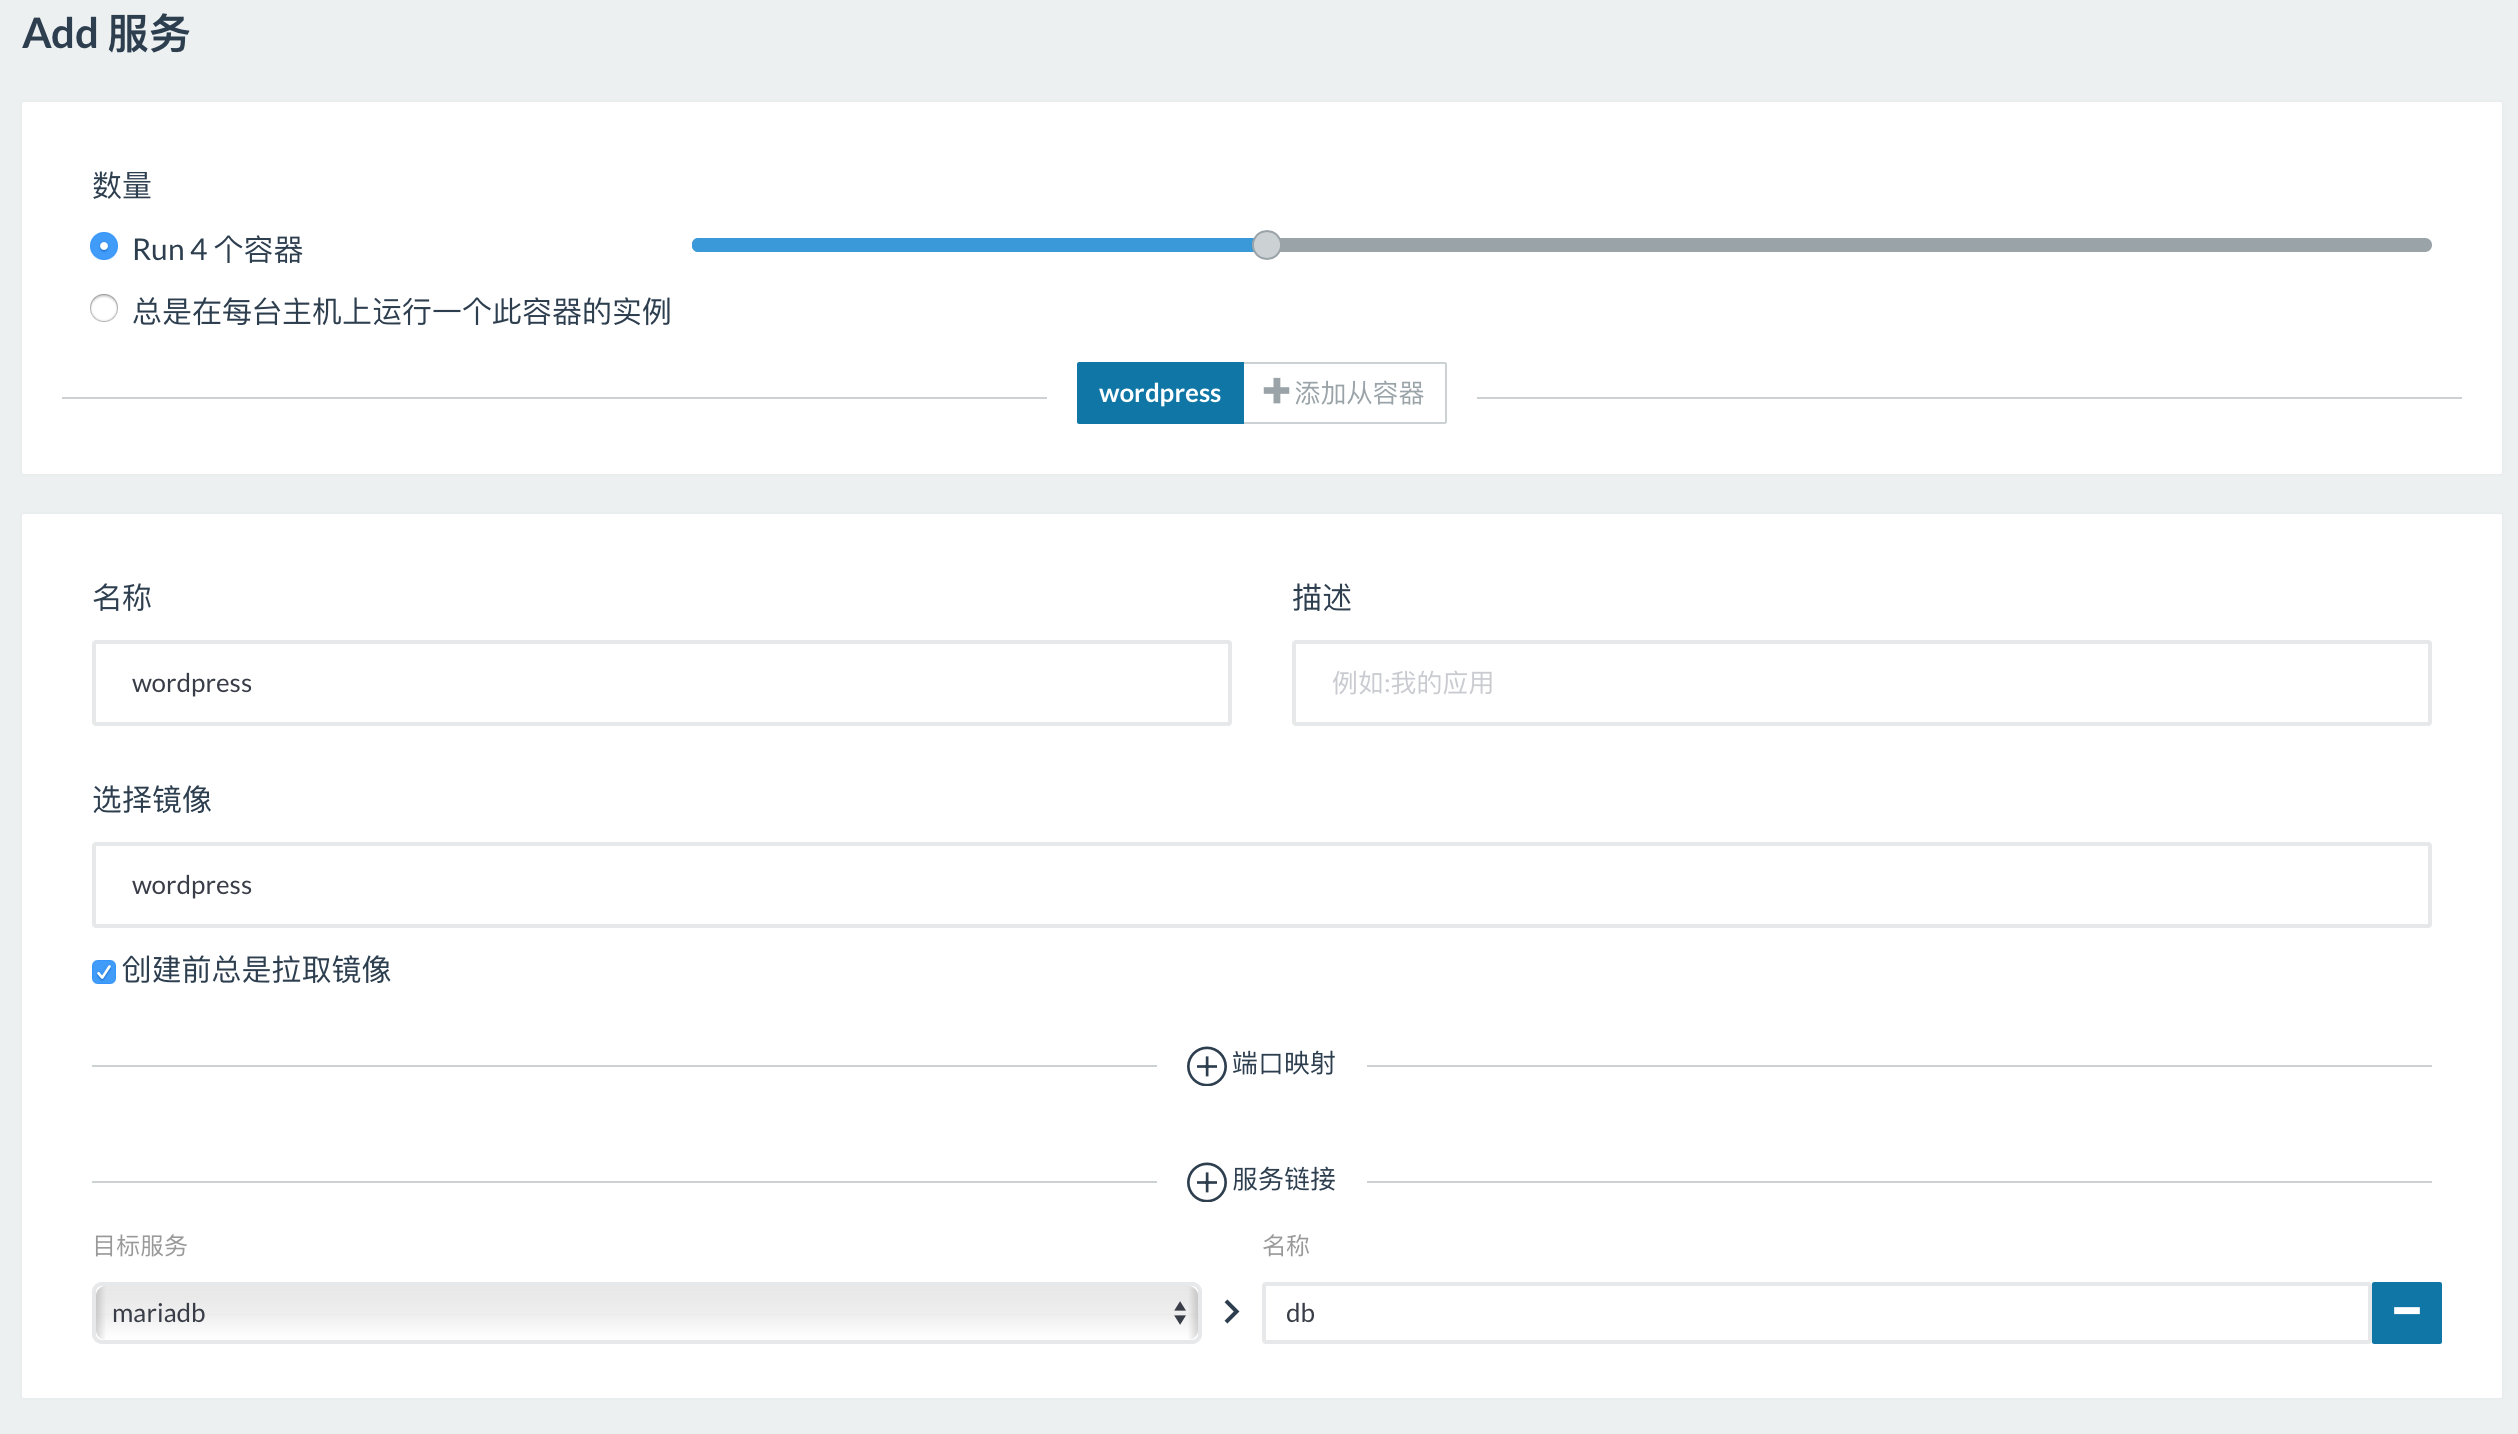 Add 服务
数量
Run 4 个容器
总是在每台主机上运行一个此容器的实例
wordpress 添加从容器
名称 描述
wordpress 例如:我的应用
选择镜像
wordpress
创建前总是拉取镜像
端口映射
服务链接
目标服务 名称
mariadb db